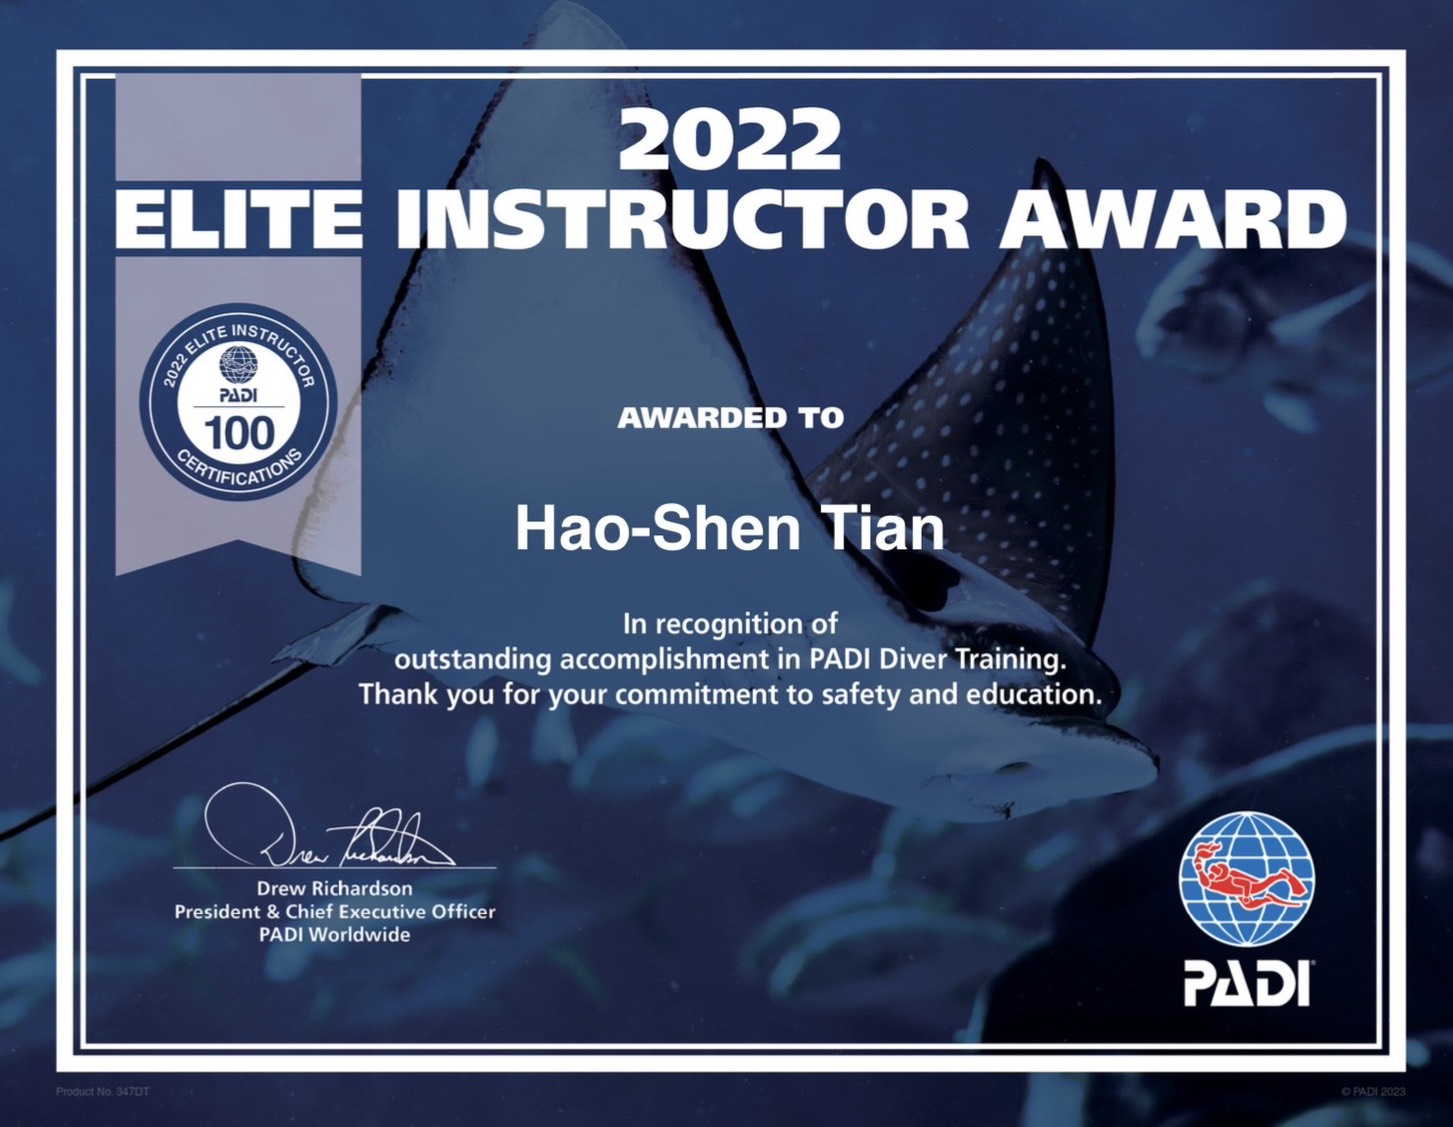 2022
ELITE INSTRUCTOR AWARD
2022 ELITE INSTRUCTOR
PADI
100
CERTIFICATIONS
AWARDED TO
Hao-Shen Tian
In recognition of
outstanding accomplishment in PADI Diver Training.
Thank you for your commitment to safety and education.
Drew Richardson
Drew Richardson
President & Chief Executive Officer
PADI Worldwide
PADI®
Product No. 347DT
© PADI 2023